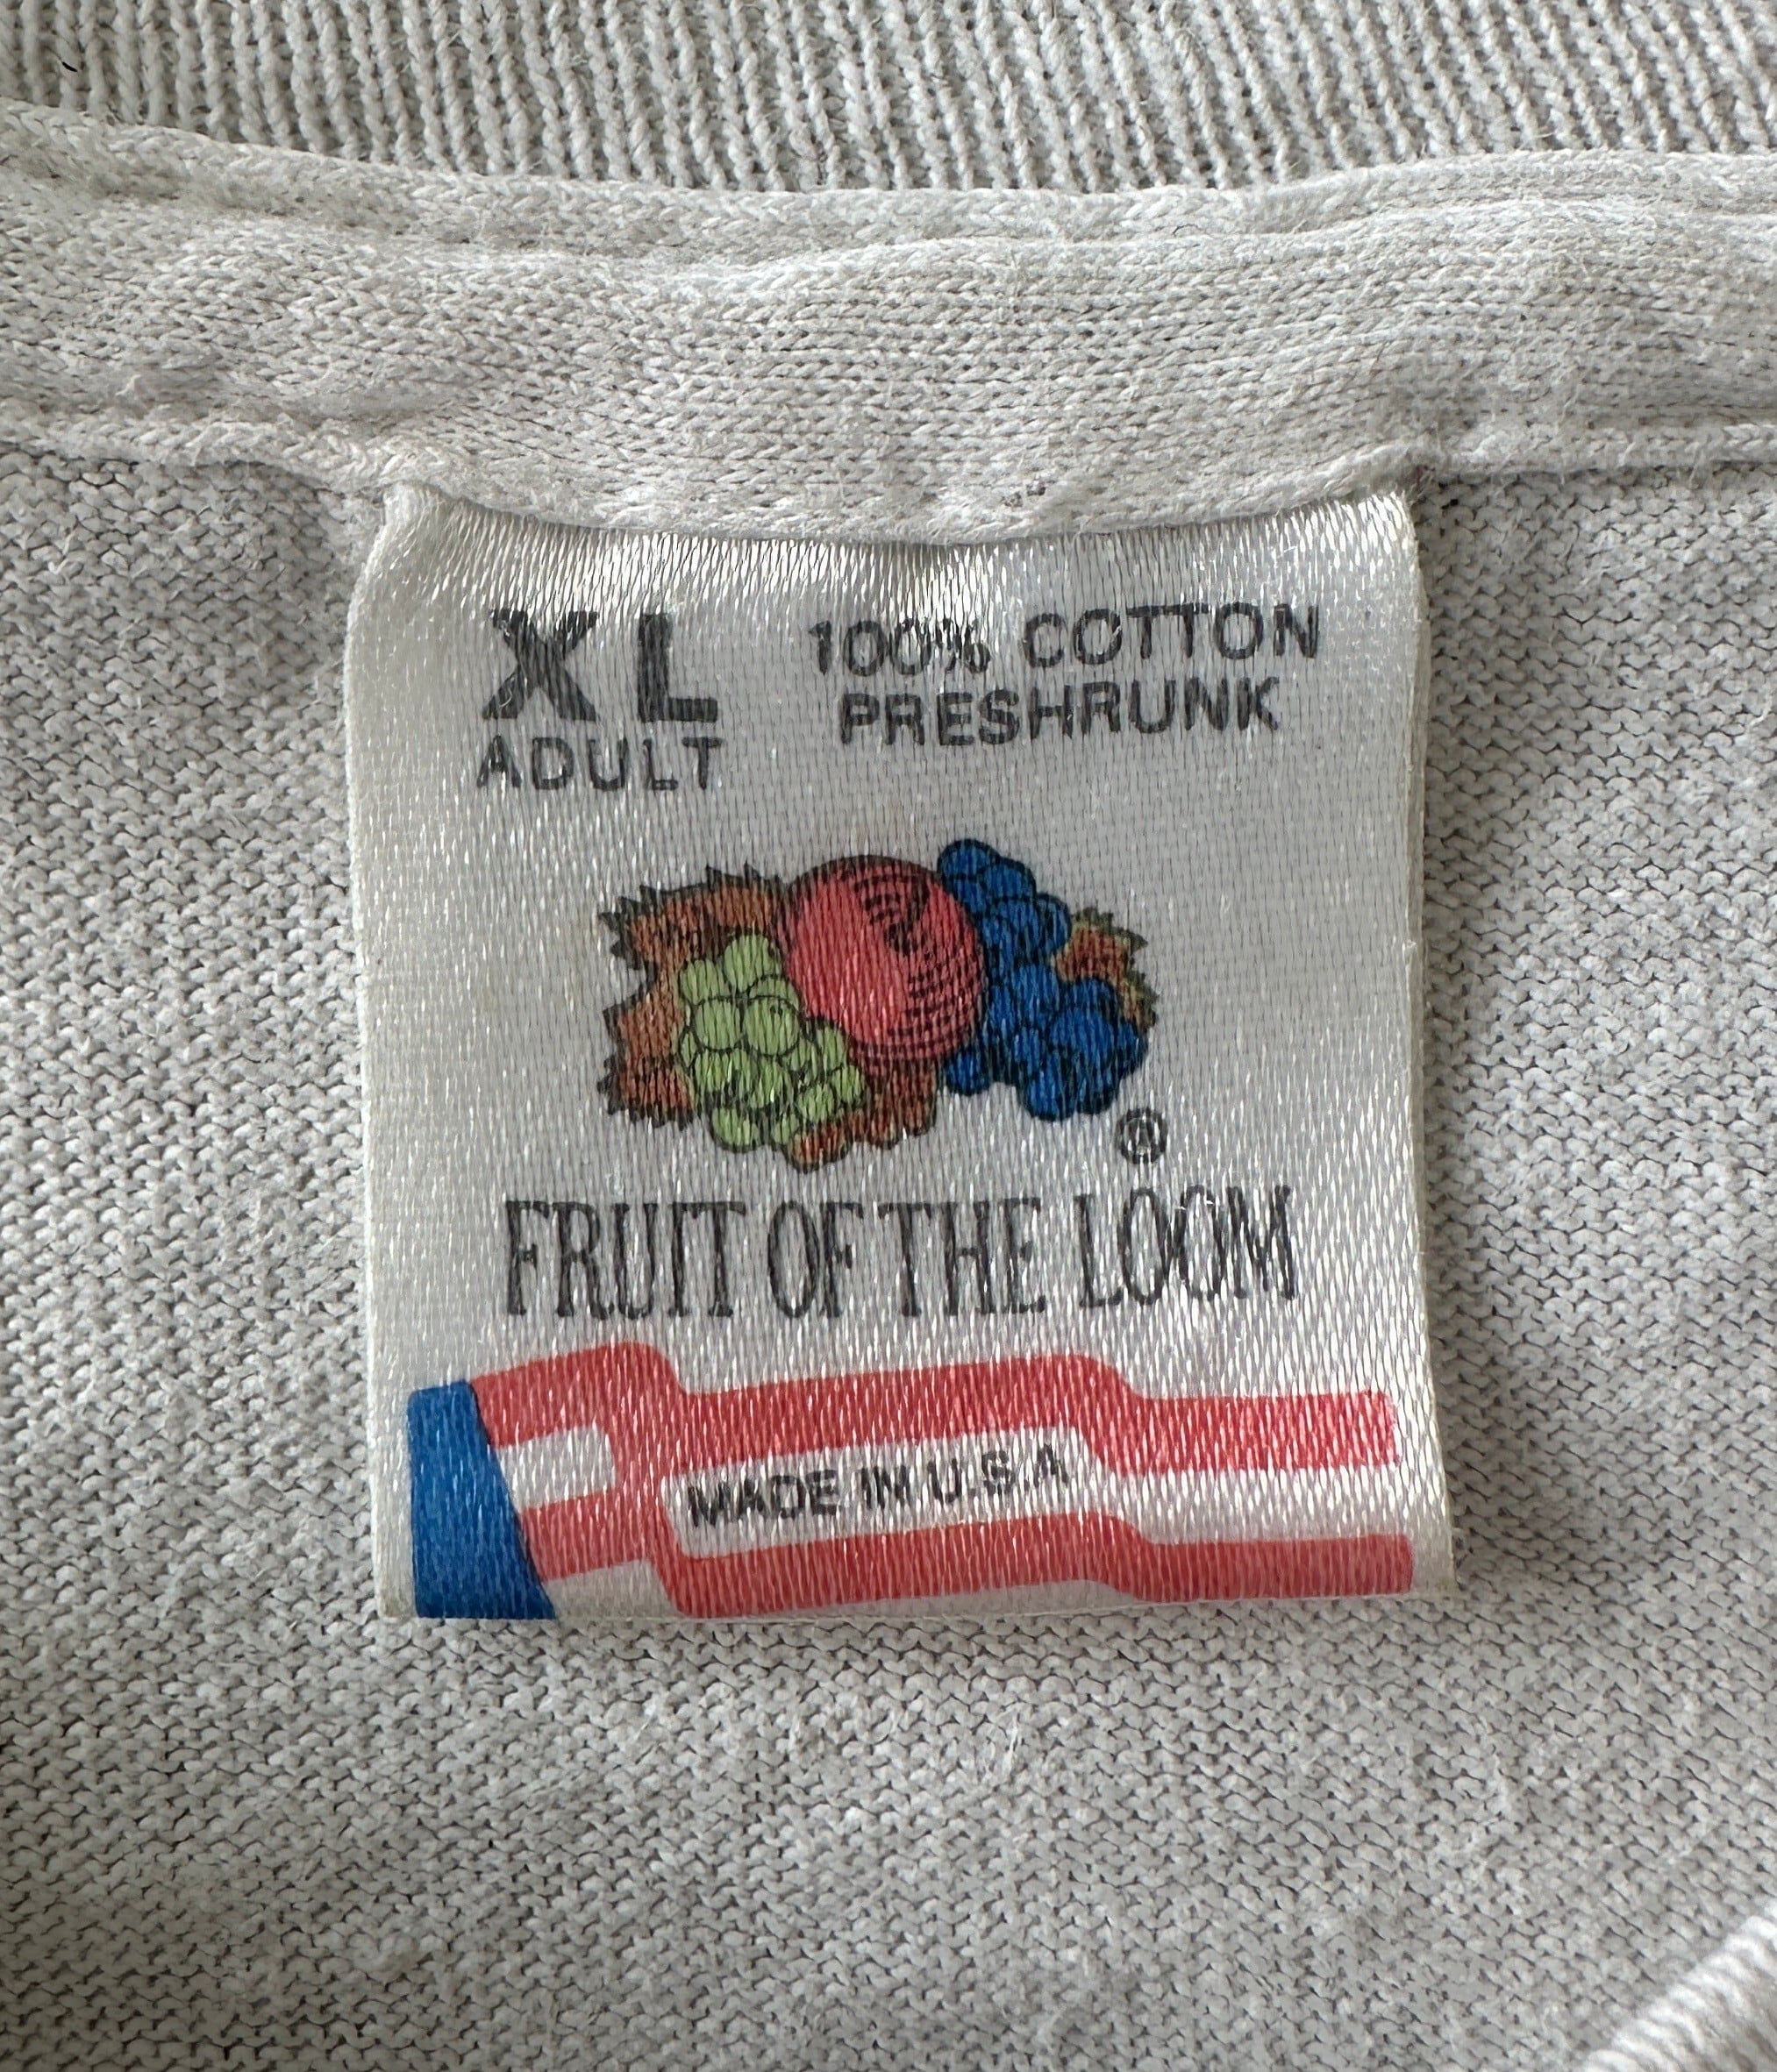 XL
ADULT
100% COTTON
PRESHRUNK
®
FRUIT OF THE LOOM
MADE IN U.S.A